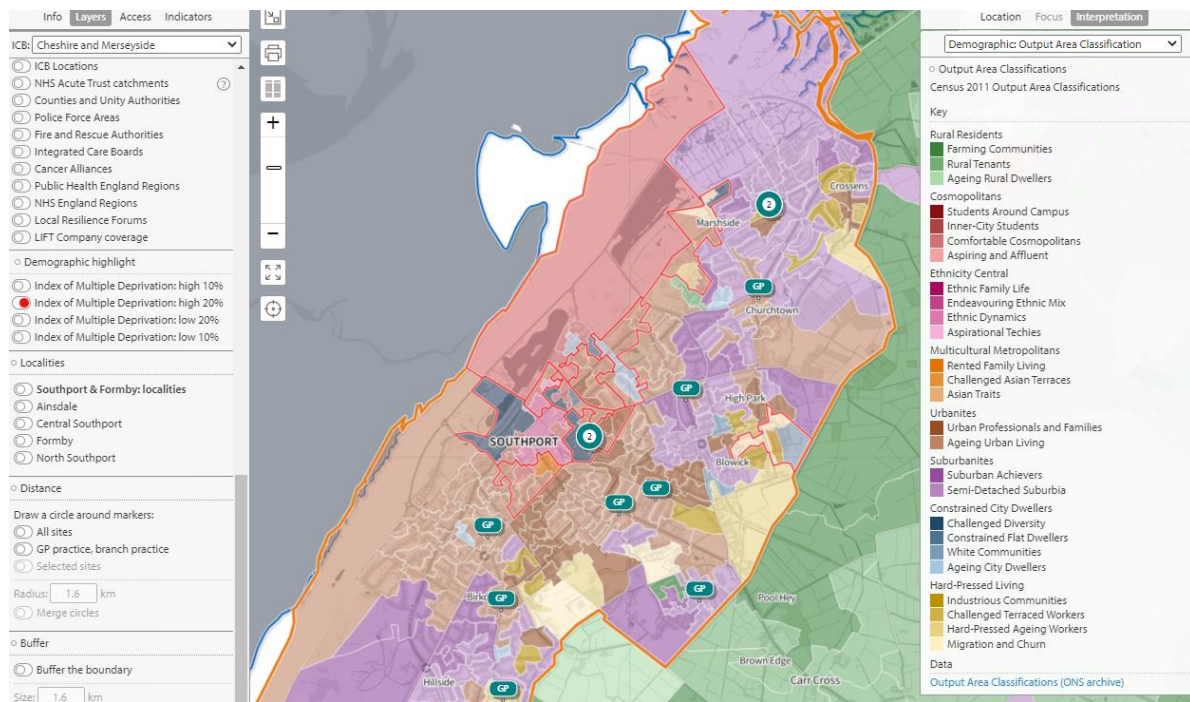 Info Layers Access Indicators
ICB: Cheshire and Merseyside
ICB Locations
NHS Acute Trust catchments ?
Counties and Unity Authorities
Police Force Areas
Fire and Rescue Authorities
Integrated Care Boards
Cancer Alliances
Public Health England Regions
NHS England Regions
Local Resilience Forums
LIFT Company coverage
Demographic highlight
Index of Multiple Deprivation: high 10%
Index of Multiple Deprivation: high 20%
Index of Multiple Deprivation: low 20%
Index of Multiple Deprivation: low 10%
Localities
Southport & Formby: localities
Ainsdale
Central Southport
Formby
North Southport
Distance
Draw a circle around markers:
All sites
GP practice, branch practice
Selected sites
Radius: 1.6 km
Merge circles
Buffer
Buffer the boundary
Size: 1.6 km
Crossens
2
Marshside
GP
Churchtown
GP
High Park
SOUTHPORT
2
Blowick
GP
GP
GP
GP
Pool Hey
Birkd
GP
Brown Edge
Carr Cross
Hillside
GP
Location Focus Interpretation
Demographic: Output Area Classification
Output Area Classifications
Census 2011 Output Area Classifications
Key
Rural Residents
Farming Communities
Rural Tenants
Ageing Rural Dwellers
Cosmopolitans
Students Around Campus
Inner-City Students
Comfortable Cosmopolitans
Aspiring and Affluent
Ethnicity Central
Ethnic Family Life
Endeavouring Ethnic Mix
Ethnic Dynamics
Aspirational Techies
Multicultural Metropolitans
Rented Family Living
Challenged Asian Terraces
Asian Traits
Urbanites
Urban Professionals and Families
Ageing Urban Living
Suburbanites
Suburban Achievers
Semi-Detached Suburbia
Constrained City Dwellers
Challenged Diversity
Constrained Flat Dwellers
White Communities
Ageing City Dwellers
Hard-Pressed Living
Industrious Communities
Challenged Terraced Workers
Hard-Pressed Ageing Workers
Migration and Churn
Data
Output Area Classifications (ONS archive)